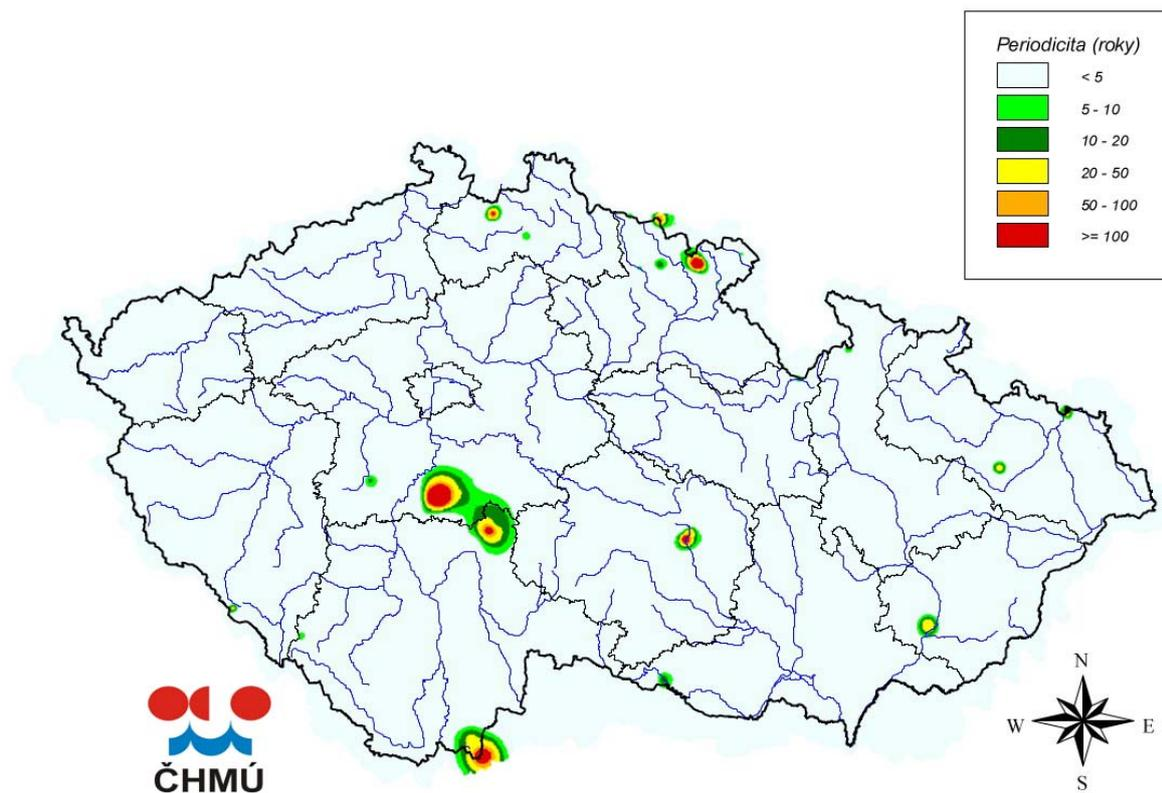 Periodicita (roky)
< 5
5 - 10
10 - 20
20 - 50
50 - 100
>= 100
N
W E
S
ČHMÚ